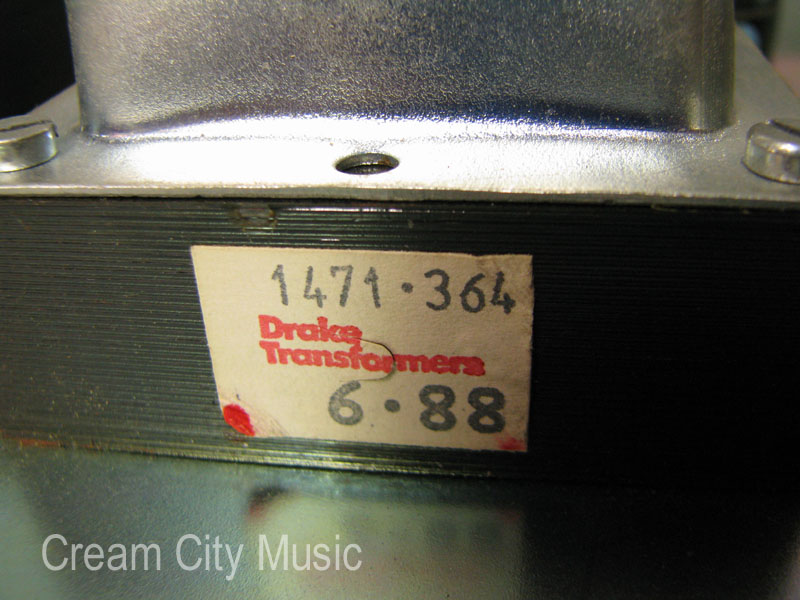 1471·364
Drake
Transformers
6·88
Cream City Music